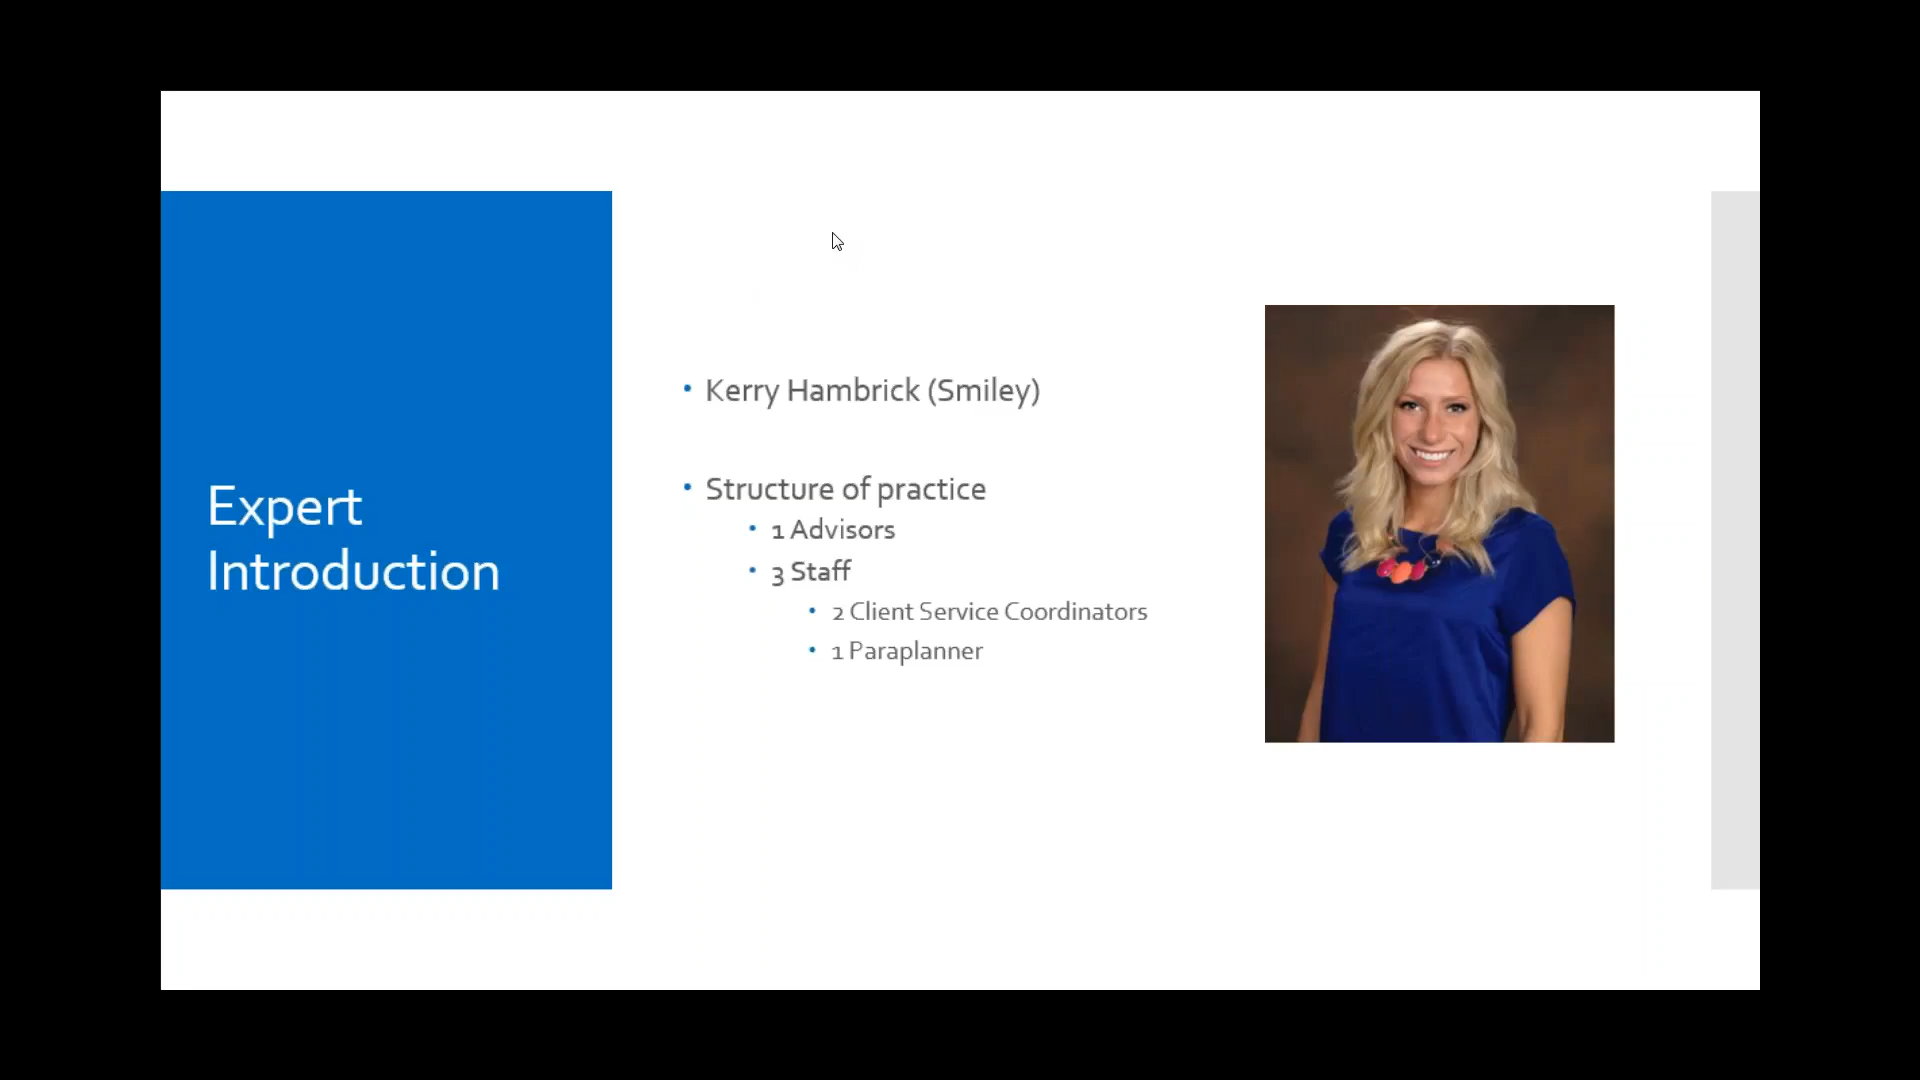 Expert
Introduction
Kerry Hambrick (Smiley)
Structure of practice
1 Advisors
3 Staff
2 Client Service Coordinators
1 Paraplanner